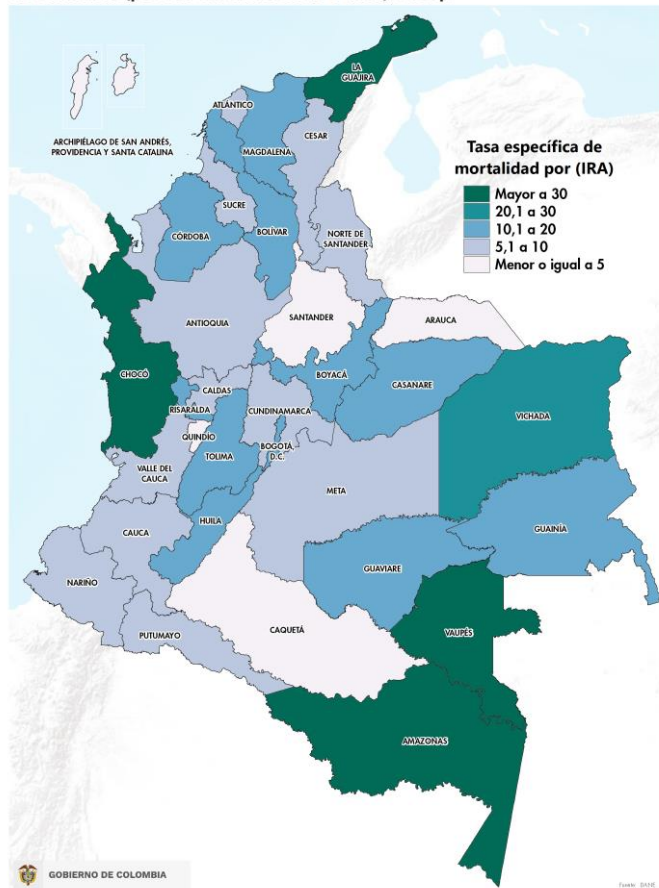 LA
GUAJIRA
ATLÁNTICO
ARCHIPIÉLAGO DE SAN ANDRÉS,
PROVIDENCIA Y SANTA CATALINA
MAGDALENA
CESAR
Tasa específica de
mortalidad por (IRA)
Mayor a 30
20,1 a 30
10,1 a 20
5,1 a 10
Menor o igual a 5
SUCRE
CÓRDOBA
BOLÍVAR
NORTE DE
SANTANDER
ANTIOQUIA
SANTANDER
ARAUCA
CHOCÓ
BOYACÁ
CASANARE
CALDAS
RISARALDA
CUNDINAMARCA
VICHADA
QUINDÍO
BOGOTÁ
D.C.
TOLIMA
VALLE DEL
CAUCA
META
HUILA
CAUCA
GUAINÍA
GUAVIARE
NARIÑO
CAQUETÁ
VAUPÉS
PUTUMAYO
AMAZONAS
GOBIERNO DE COLOMBIA
Fuente: DANE